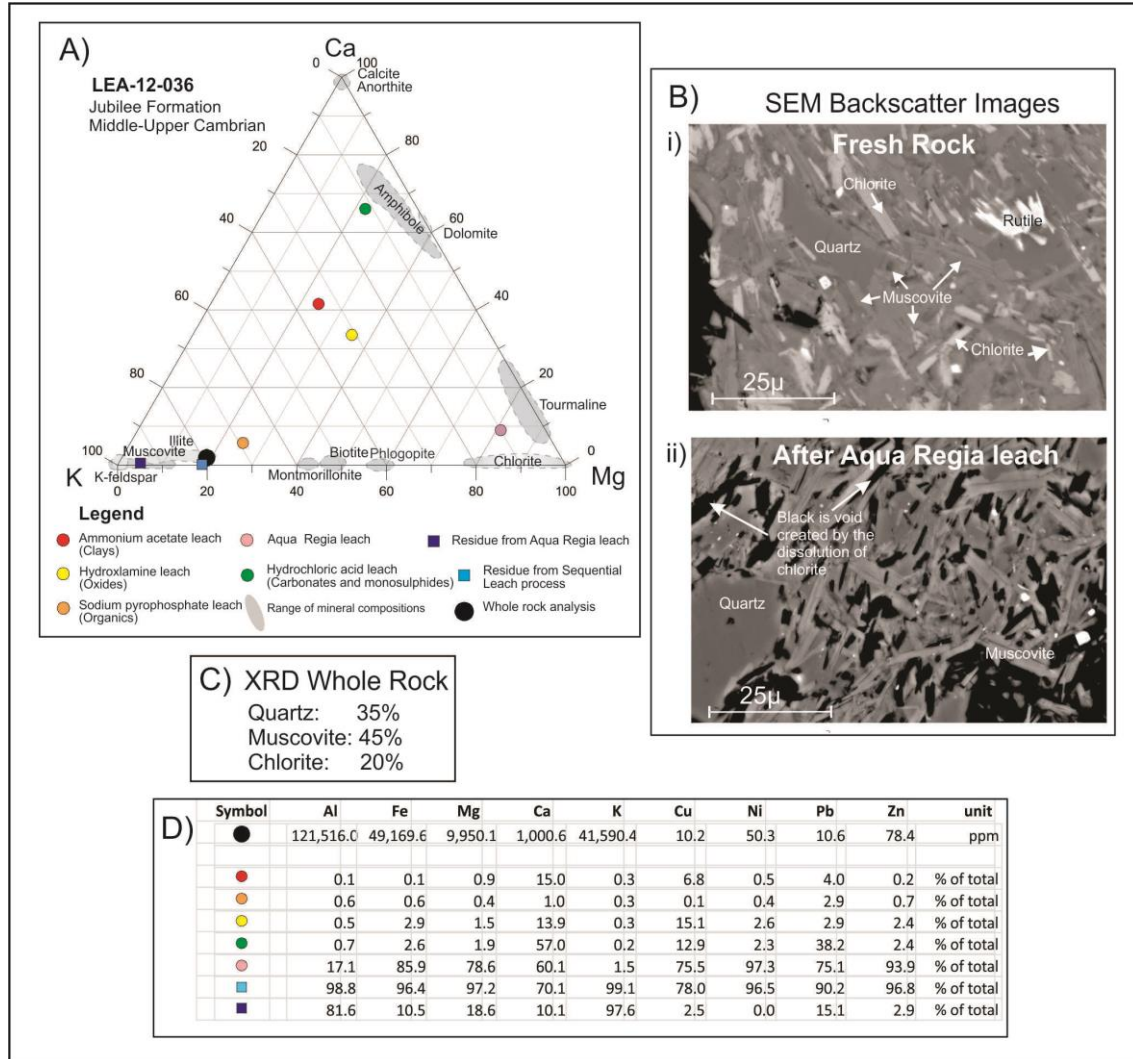 A)
LEA-12-036
Jubilee Formation
Middle-Upper Cambrian
Ca
0 100
Calcite
Anorthite
20 80
Amphibole
40 60
Dolomite
60 40
80 20
Tourmaline
Illite
Muscovite
100 0
K-feldspar
Biotite
Phlogopite
Montmorillonite
Chlorite
K 0 20 40 60 80 100 Mg
Legend
Ammonium acetate leach
(Clays)
Hydroxlamine leach
(Oxides)
Sodium pyrophosphate leach
(Organics)
Aqua Regia leach
Hydrochloric acid leach
(Carbonates and monosulphides)
Range of mineral compositions
Residue from Aqua Regia leach
Residue from Sequential
Leach process
Whole rock analysis
B) SEM Backscatter Images
i) Fresh Rock
Chlorite
Rutile
Quartz
Muscovite
Chlorite
25µ
ii) After Aqua Regia leach
Black is void
created by the
dissolution of
chlorite
Quartz
Muscovite
25µ
C) XRD Whole Rock
Quartz: 35%
Muscovite: 45%
Chlorite: 20%
D) Symbol Al Fe Mg Ca K Cu Ni Pb Zn unit
121,516.0 49,169.6 9,950.1 1,000.6 41,590.4 10.2 50.3 10.6 78.4 ppm
0.1 0.1 0.9 15.0 0.3 6.8 0.5 4.0 0.2 % of total
0.6 0.6 0.4 1.0 0.3 0.1 0.4 2.9 0.7 % of total
0.5 2.9 1.5 13.9 0.3 15.1 2.6 2.9 2.4 % of total
0.7 2.6 1.9 57.0 0.2 12.9 2.3 38.2 2.4 % of total
17.1 85.9 78.6 60.1 1.5 75.5 97.3 75.1 93.9 % of total
98.8 96.4 97.2 70.1 99.1 78.0 96.5 90.2 96.8 % of total
81.6 10.5 18.6 10.1 97.6 2.5 0.0 15.1 2.9 % of total